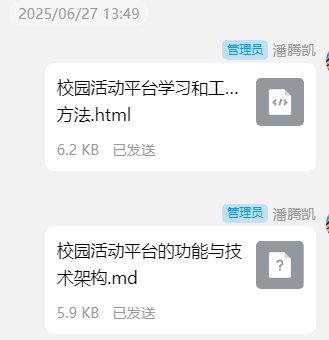 2025/06/27 13:49
管理员 潘腾凯
校园活动平台学习和工...
方法.html
6.2 KB 已发送
管理员 潘腾凯
校园活动平台的功能与技
术架构.md
5.9 KB 已发送